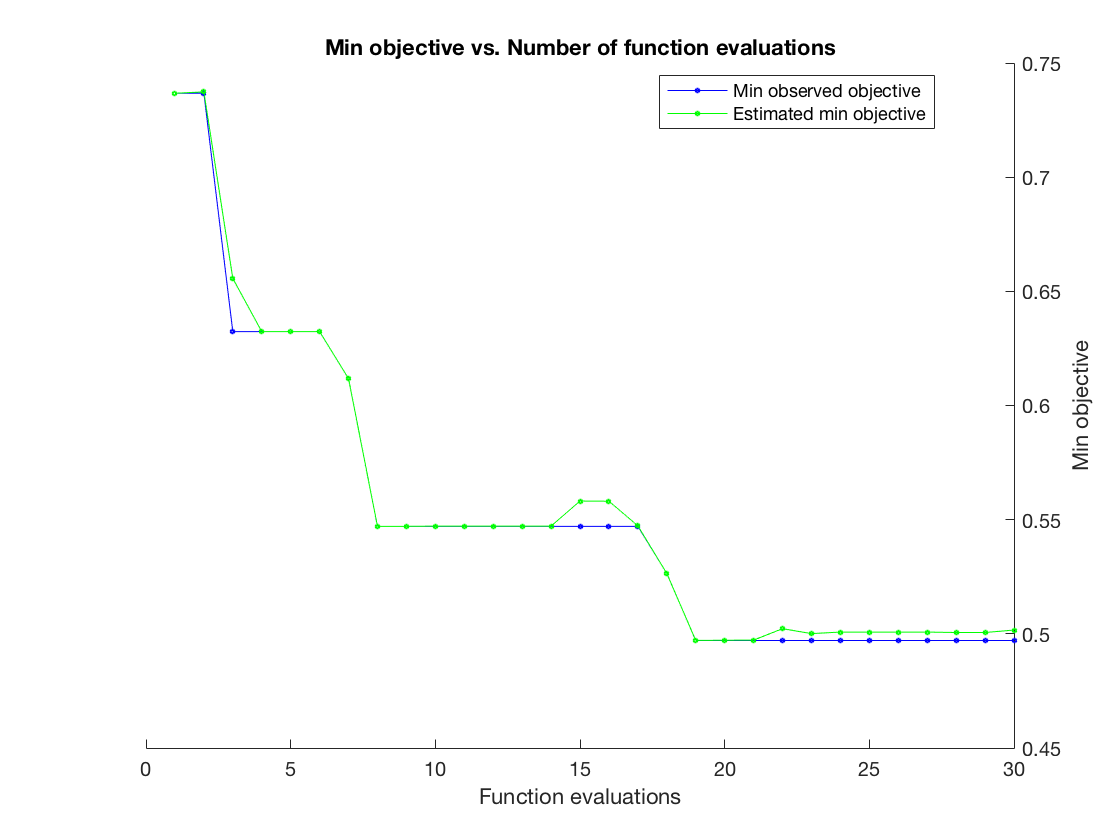 Min objective vs. Number of function evaluations
Min observed objective
Estimated min objective
0.75
0.7
0.65
0.6
0.55
0.5
0.45
Min objective
0 5 10 15 20 25 30
Function evaluations